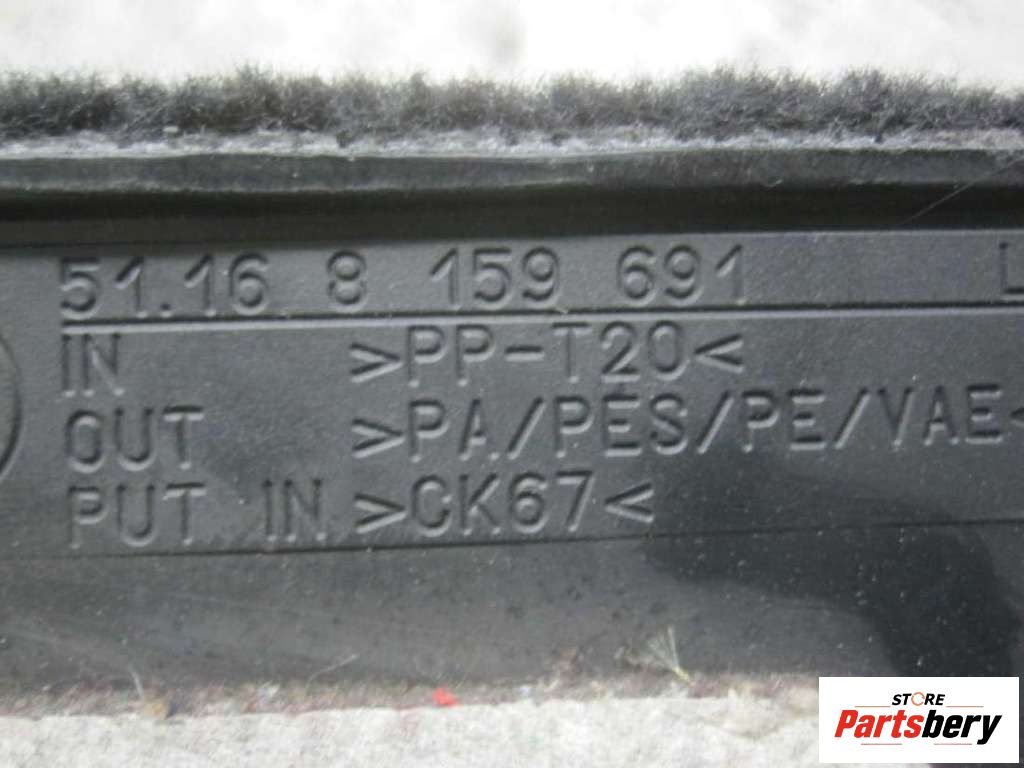 51.16 8 159 691 L
IN >PP-T20<
OUT >PA/PES/PE/VAE<
PUT IN >CK67<
STORE
Partsbery